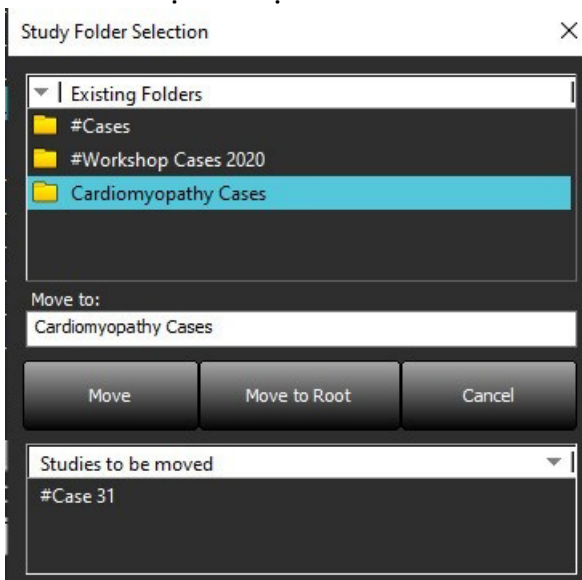 Study Folder Selection
Existing Folders
#Cases
#Workshop Cases 2020
Cardiomyopathy Cases
Move to:
Cardiomyopathy Cases
Move Move to Root Cancel
Studies to be moved
#Case 31